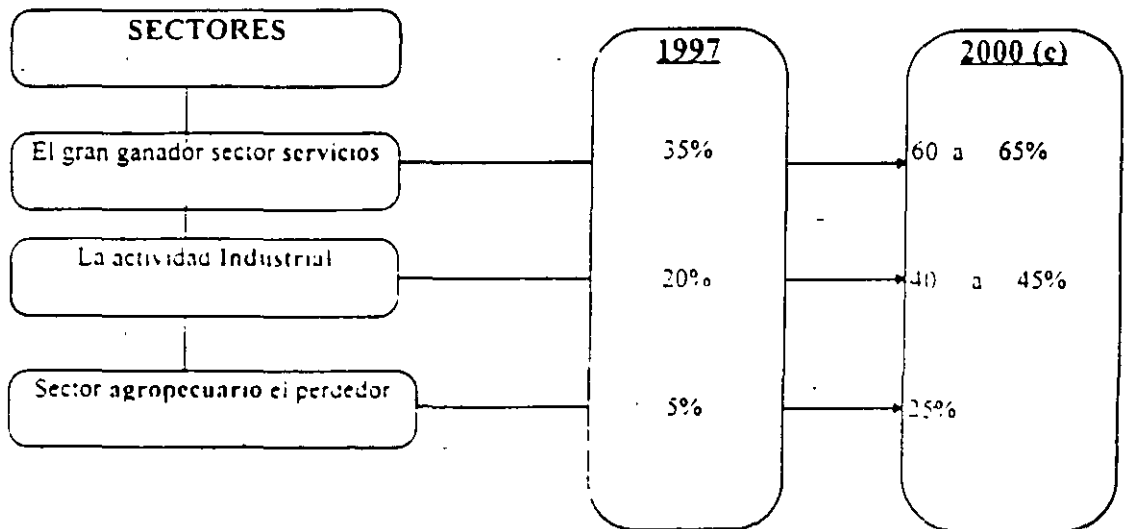 SECTORES
1997
2000 (c)
El gran ganador sector servicios
35%
60 a 65%
La actividad Industrial
20%
40 a 45%
Sector agropecuario el perdedor
5%
25%